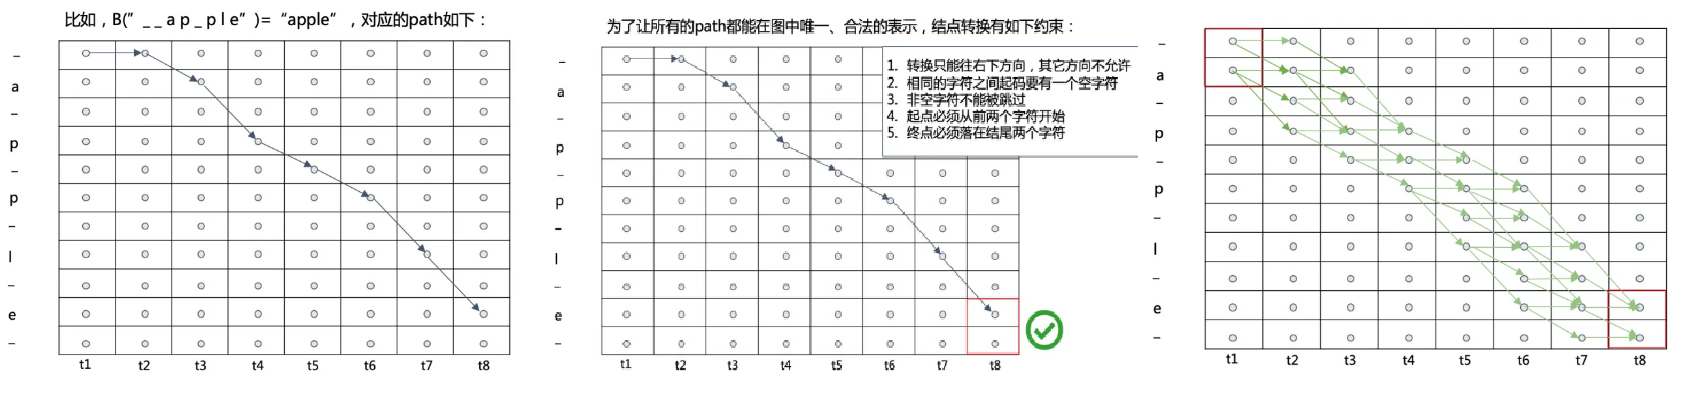 比如，B(”_ _ a p _ p l e”)=“apple”，对应的path如下：
–
a
–
p
–
p
–
l
–
e
–
t1 t2 t3 t4 t5 t6 t7 t8
为了让所有的path都能在图中唯一、合法的表示，结点转换有如下约束：
1. 转换只能往右下方向，其它方向不允许
2. 相同的字符之间起码要有一个空字符
3. 非空字符不能被跳过
4. 起点必须从前两个字符开始
5. 终点必须落在结尾两个字符
–
a
–
p
–
p
–
l
–
e
–
t1 t2 t3 t4 t5 t6 t7 t8
–
a
–
p
–
p
–
l
–
e
–
t1 t2 t3 t4 t5 t6 t7 t8